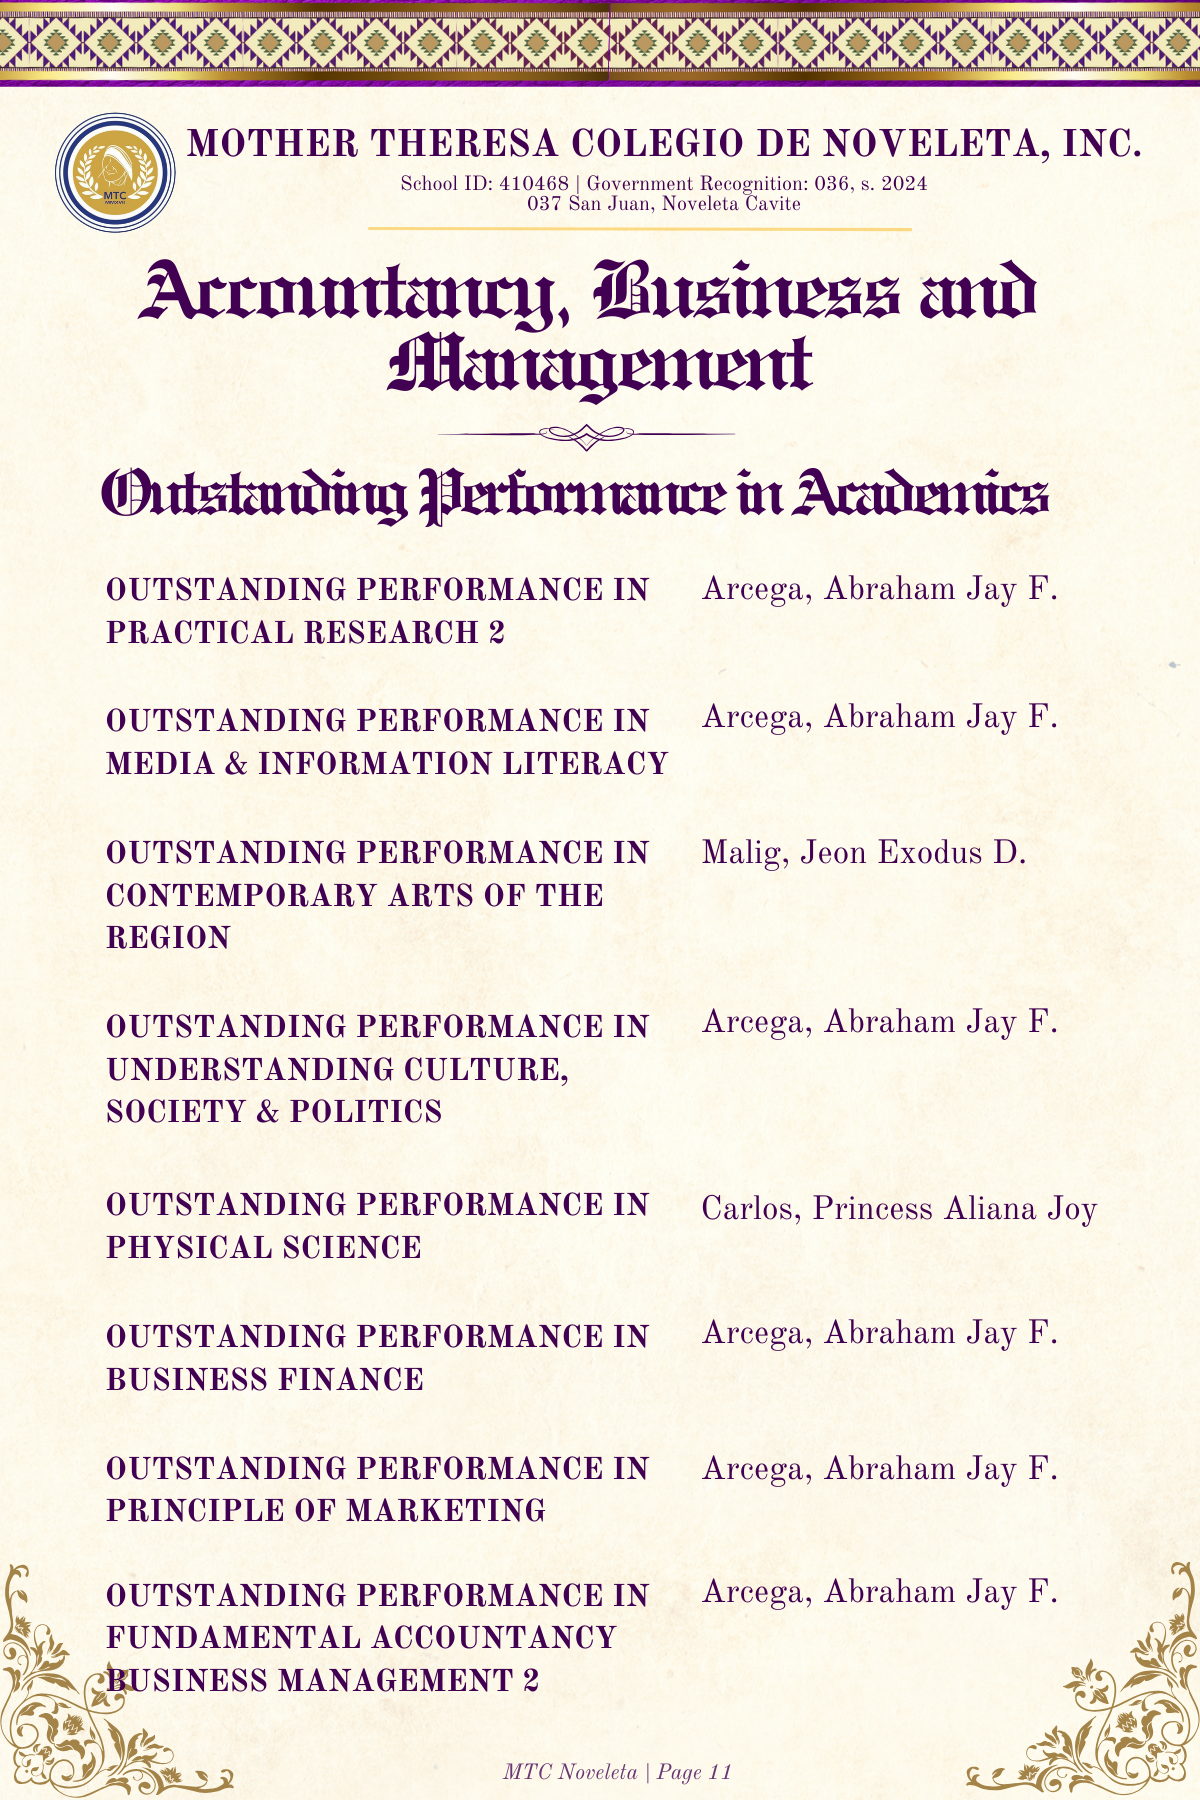 MOTHER THERESA COLEGIO DE NOVELETA, INC.
School ID: 410468 | Government Recognition: 036, s. 2024
037 San Juan, Noveleta Cavite
MTC
Accountancy, Business and
Management
Outstanding Performance in Academics
OUTSTANDING PERFORMANCE IN
PRACTICAL RESEARCH 2
Arcega, Abraham Jay F.
OUTSTANDING PERFORMANCE IN
MEDIA & INFORMATION LITERACY
Arcega, Abraham Jay F.
OUTSTANDING PERFORMANCE IN
CONTEMPORARY ARTS OF THE
REGION
Malig, Jeon Exodus D.
OUTSTANDING PERFORMANCE IN
UNDERSTANDING CULTURE,
SOCIETY & POLITICS
Arcega, Abraham Jay F.
OUTSTANDING PERFORMANCE IN
PHYSICAL SCIENCE
Carlos, Princess Aliana Joy
OUTSTANDING PERFORMANCE IN
BUSINESS FINANCE
Arcega, Abraham Jay F.
OUTSTANDING PERFORMANCE IN
PRINCIPLE OF MARKETING
Arcega, Abraham Jay F.
OUTSTANDING PERFORMANCE IN
FUNDAMENTAL ACCOUNTANCY
BUSINESS MANAGEMENT 2
Arcega, Abraham Jay F.
MTC Noveleta | Page 11